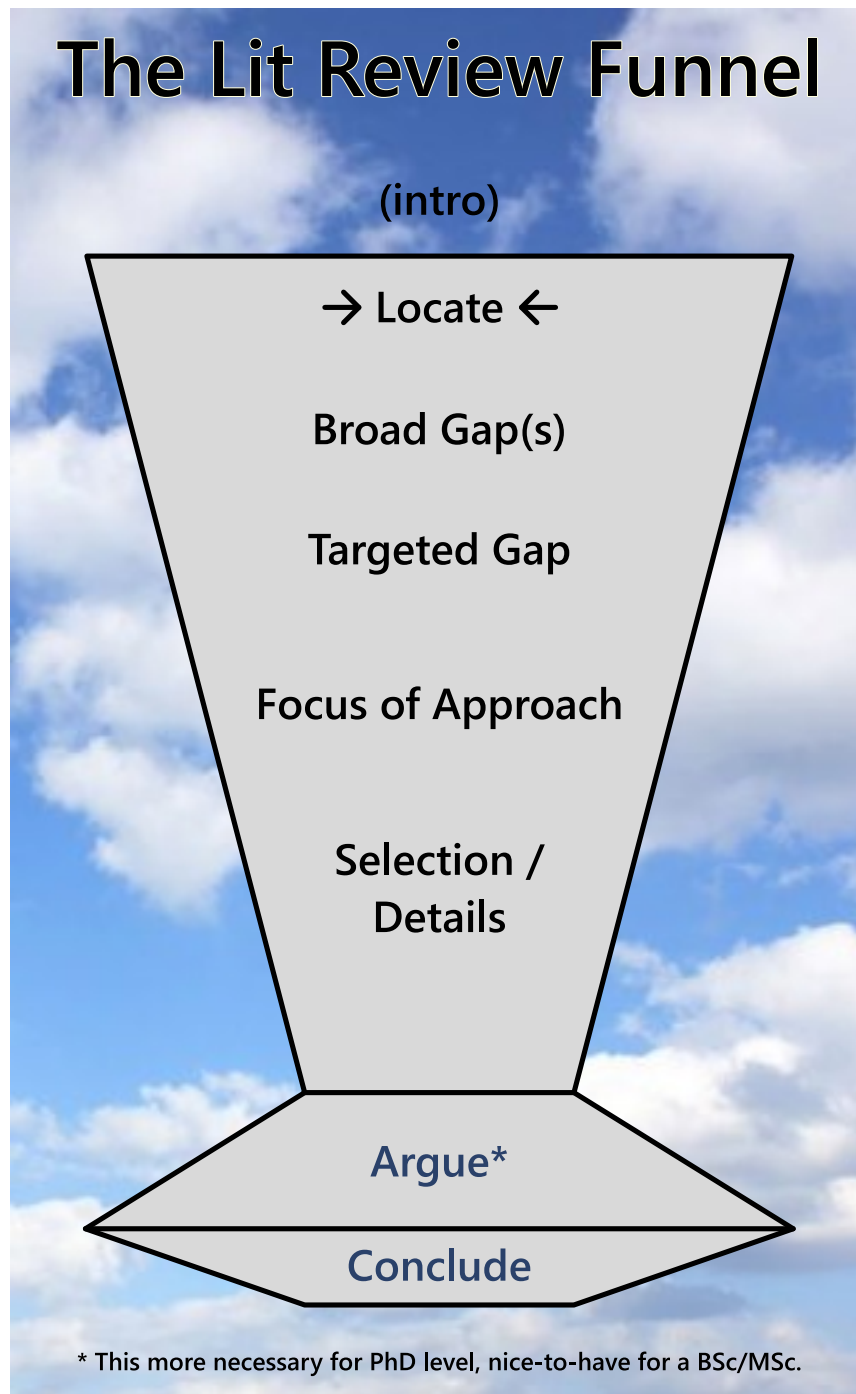 The Lit Review Funnel
(intro)
→ Locate ←
Broad Gap(s)
Targeted Gap
Focus of Approach
Selection /
Details
Argue*
Conclude
* This more necessary for PhD level, nice-to-have for a BSc/MSc.